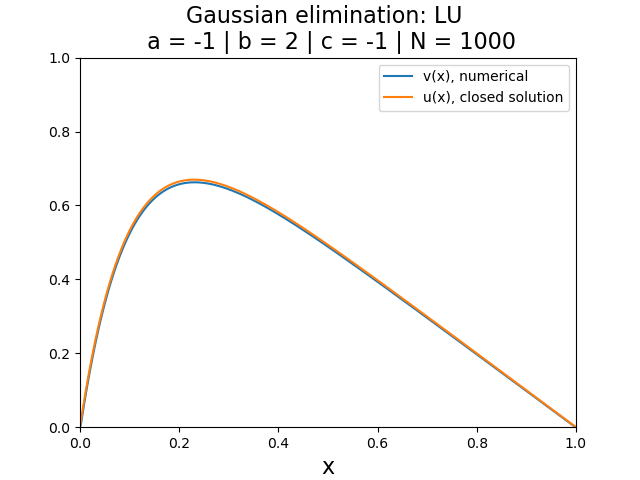 Gaussian elimination: LU
a = -1 | b = 2 | c = -1 | N = 1000
v(x), numerical
u(x), closed solution
1.0
0.8
0.6
0.4
0.2
0.0
0.0 0.2 0.4 0.6 0.8 1.0
x